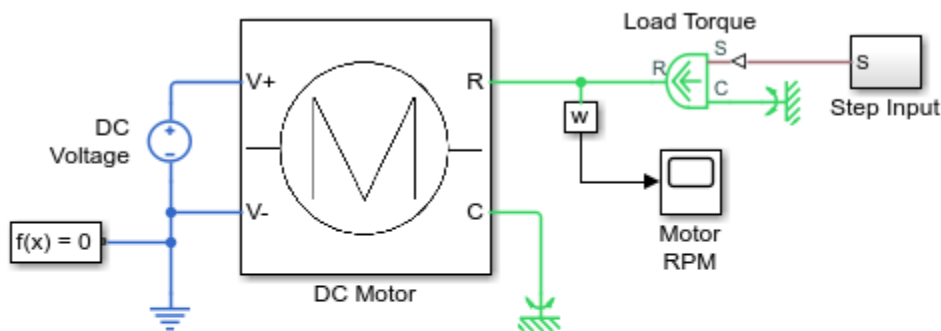 Load Torque
S
R
C
S
Step Input
V+
R
DC
Voltage
w
V-
C
f(x) = 0
Motor
RPM
DC Motor